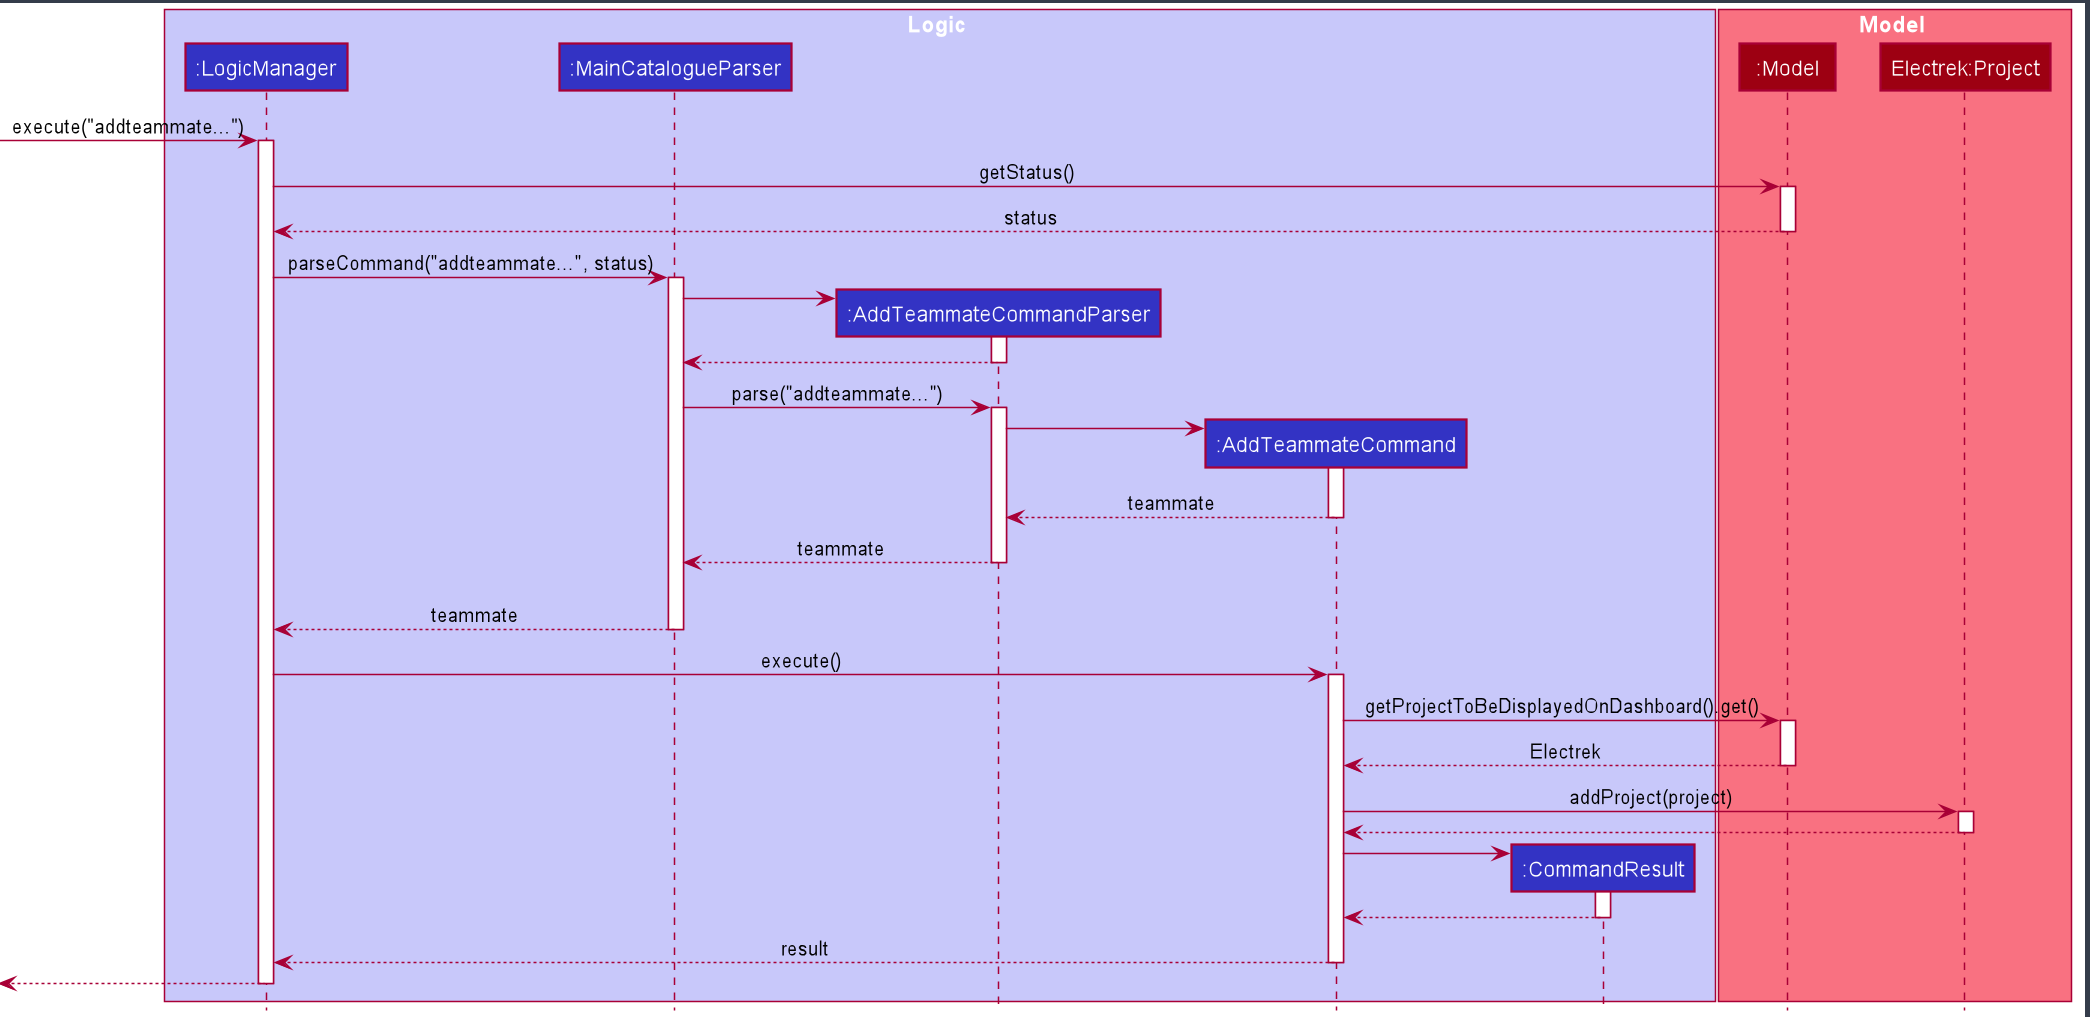 Logic
Model
:LogicManager
:MainCatalogueParser
:Model
Electrek:Project
execute("addteammate...")
getStatus()
status
parseCommand("addteammate...", status)
:AddTeammateCommandParser
parse("addteammate...")
:AddTeammateCommand
teammate
teammate
teammate
execute()
getProjectToBeDisplayedOnDashboard().get()
Electrek
addProject(project)
:CommandResult
result